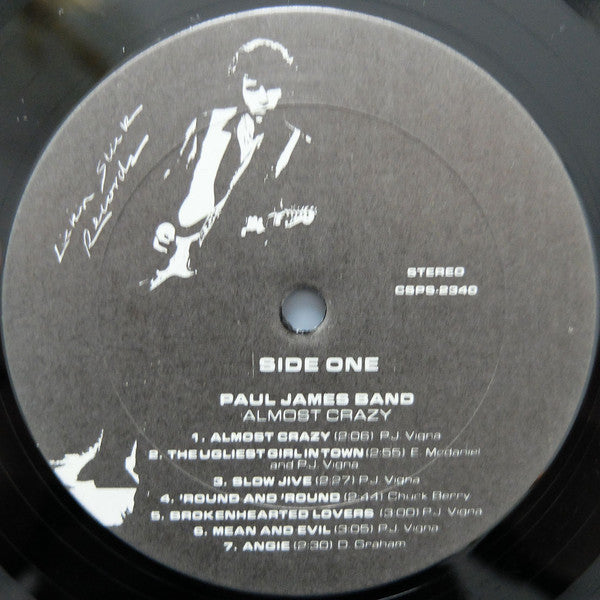 Lickin Stick
Records
STEREO
CSPS-2340
SIDE ONE
PAUL JAMES BAND
ALMOST CRAZY
1. ALMOST CRAZY (2:06) P.J. Vigna
2. THE UGLIEST GIRL IN TOWN (2:55) E. Mcdaniel
and P.J. Vigna
3. SLOW JIVE (2:27) P.J. Vigna
4. 'ROUND AND 'ROUND (2:44) Chuck Berry
5. BROKENHEARTED LOVERS (3:00) P.J. Vigna
6. MEAN AND EVIL (3:05) P.J. Vigna
7. ANGIE (2:30) D. Graham